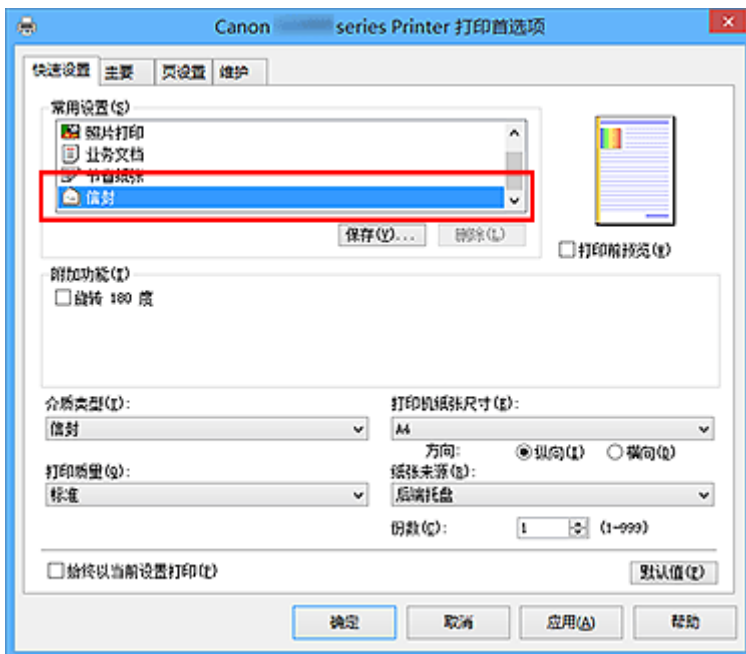 Canon series Printer 打印首选项
快速设置 主要 页设置 维护
常用设置(S)
照片打印
业务文档
节省纸张
信封
保存(Y)... 删除(L)
打印前预览(W)
附加功能(I)
旋转 180 度
介质类型(I): 打印机纸张尺寸(E):
信封 A4
方向: 纵向(I) 横向(D)
打印质量(Q): 纸张来源(B):
标准 后端托盘
份数(C): 1 (1-999)
始终以当前设置打印(P) 默认值(F)
确定 取消 应用(A) 帮助